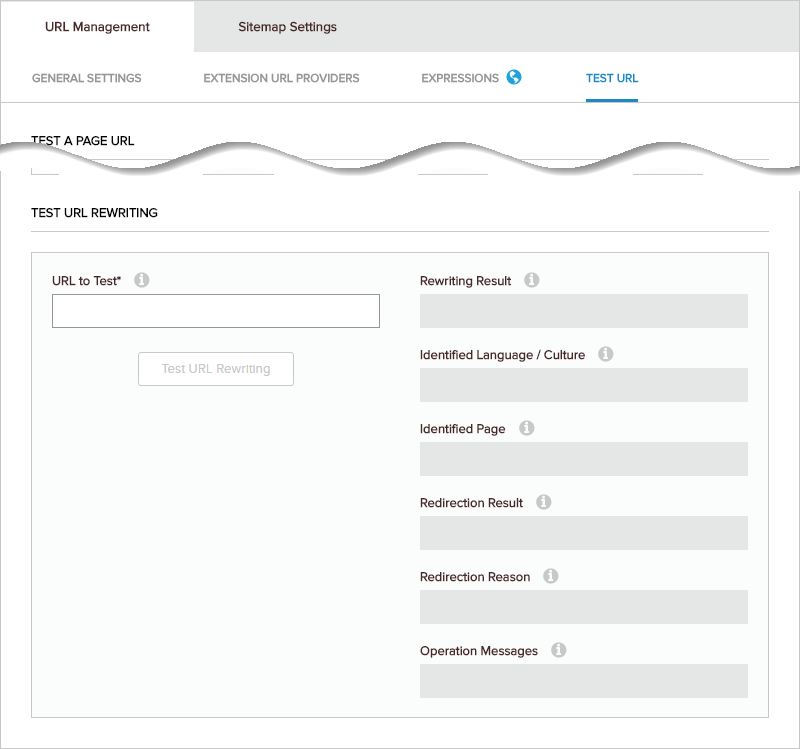 URL Management Sitemap Settings
GENERAL SETTINGS EXTENSION URL PROVIDERS EXPRESSIONS TEST URL
TEST A PAGE URL
TEST URL REWRITING
URL to Test*
Test URL Rewriting
Rewriting Result
Identified Language / Culture
Identified Page
Redirection Result
Redirection Reason
Operation Messages